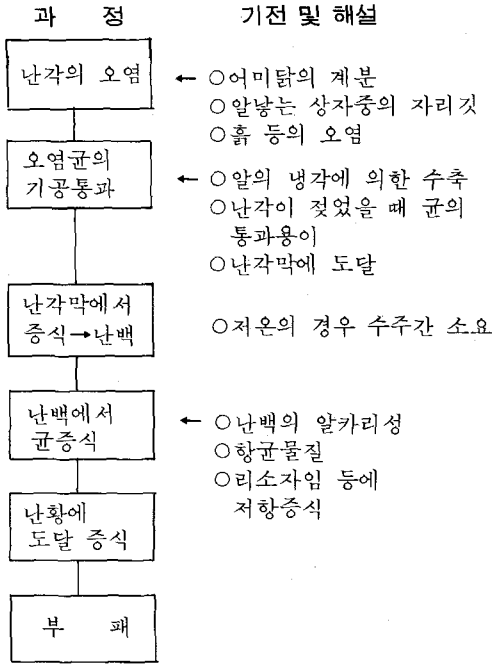 과 정 기전 및 해설
난각의 오염 ← ○어미닭의 계분
○알낳는 상자중의 자리깃
○흙 등의 오염
오염균의
기공통과 ← ○알의 냉각에 의한 수축
○난각이 젖었을 때 균의
통과용이
○난각막에 도달
난각막에서
증식→난백 ○저온의 경우 수주간 소요
난백에서
균증식 ← ○난백의 알카리성
○항균물질
○리소자임 등에
저항증식
난황에
도달 증식
부 패